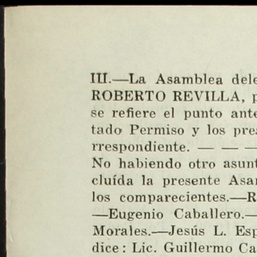 III.—La Asamblea dele
ROBERTO REVILLA, p
se refiere el punto ante
tado Permiso y los pre
rrespondiente. — — —
No habiendo otro asunt
cluída la presente Asa
los comparecientes.—R
—Eugenio Caballero.—
Morales.—Jesús L. Esp
dice: Lic. Guillermo Ca